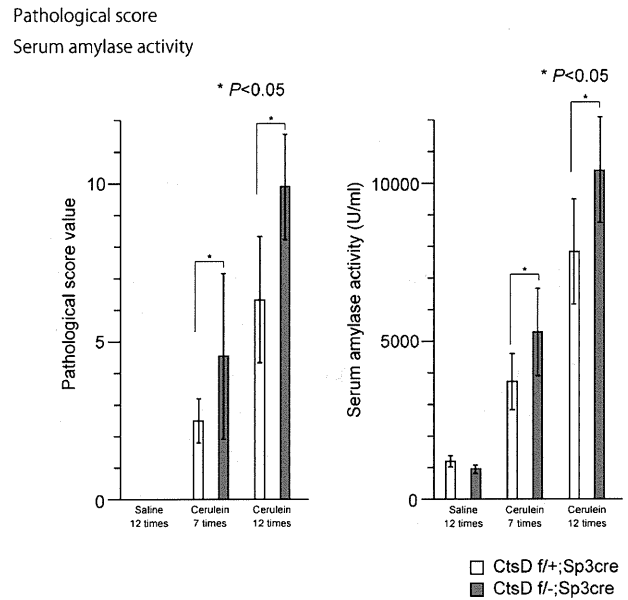 Pathological score
Serum amylase activity
* P<0.05
* P<0.05
Pathological score value
10
5
0
*
*
Saline
12 times
Cerulein
7 times
Cerulein
12 times
Serum amylase activity (U/ml)
10000
5000
0
*
*
Saline
12 times
Cerulein
7 times
Cerulein
12 times
CtsD f/+;Sp3cre
CtsD f/-;Sp3cre